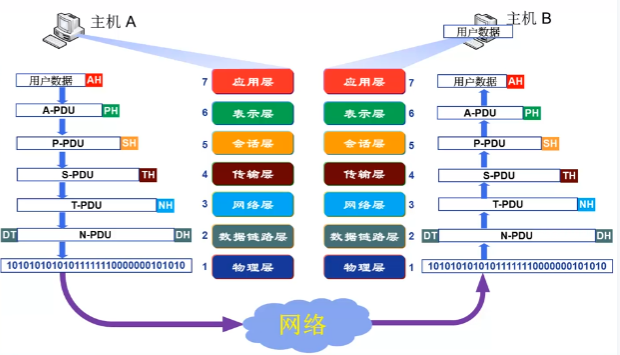 主机 A
主机 B
用户数据
用户数据 AH 7 应用层 应用层 7 用户数据 AH
A-PDU PH 6 表示层 表示层 6 A-PDU PH
P-PDU SH 5 会话层 会话层 5 P-PDU SH
S-PDU TH 4 传输层 传输层 4 S-PDU TH
T-PDU NH 3 网络层 网络层 3 T-PDU NH
DT N-PDU DH 2 数据链路层 数据链路层 2 DT N-PDU DH
1010101010101111111000000010101​0 1 物理层 物理层 1 10101010101011111110000000101010
网络